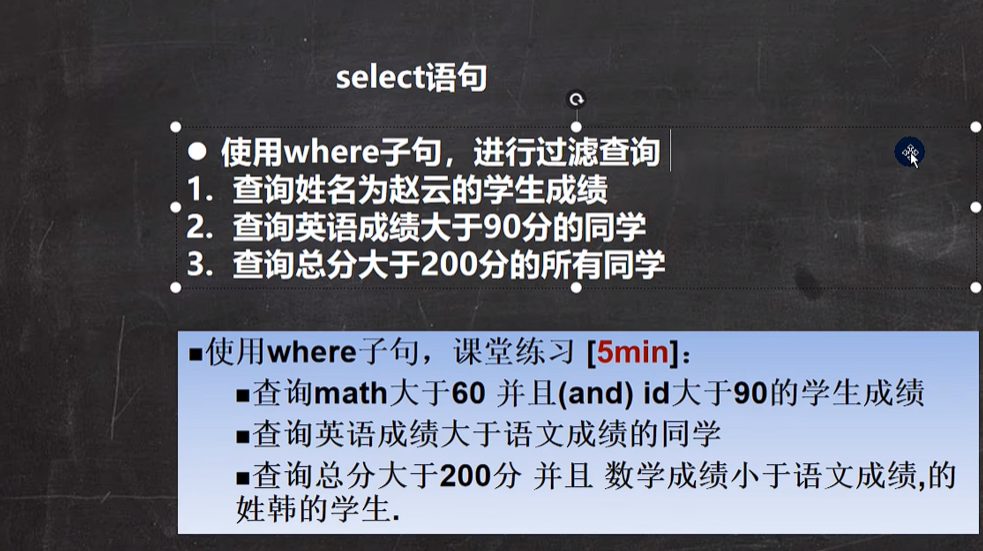 select语句
● 使用where子句，进行过滤查询
1. 查询姓名为赵云的学生成绩
2. 查询英语成绩大于90分的同学
3. 查询总分大于200分的所有同学
■使用where子句，课堂练习 [5min]：
■查询math大于60 并且(and) id大于90的学生成绩
■查询英语成绩大于语文成绩的同学
■查询总分大于200分 并且 数学成绩小于语文成绩,的
姓韩的学生.